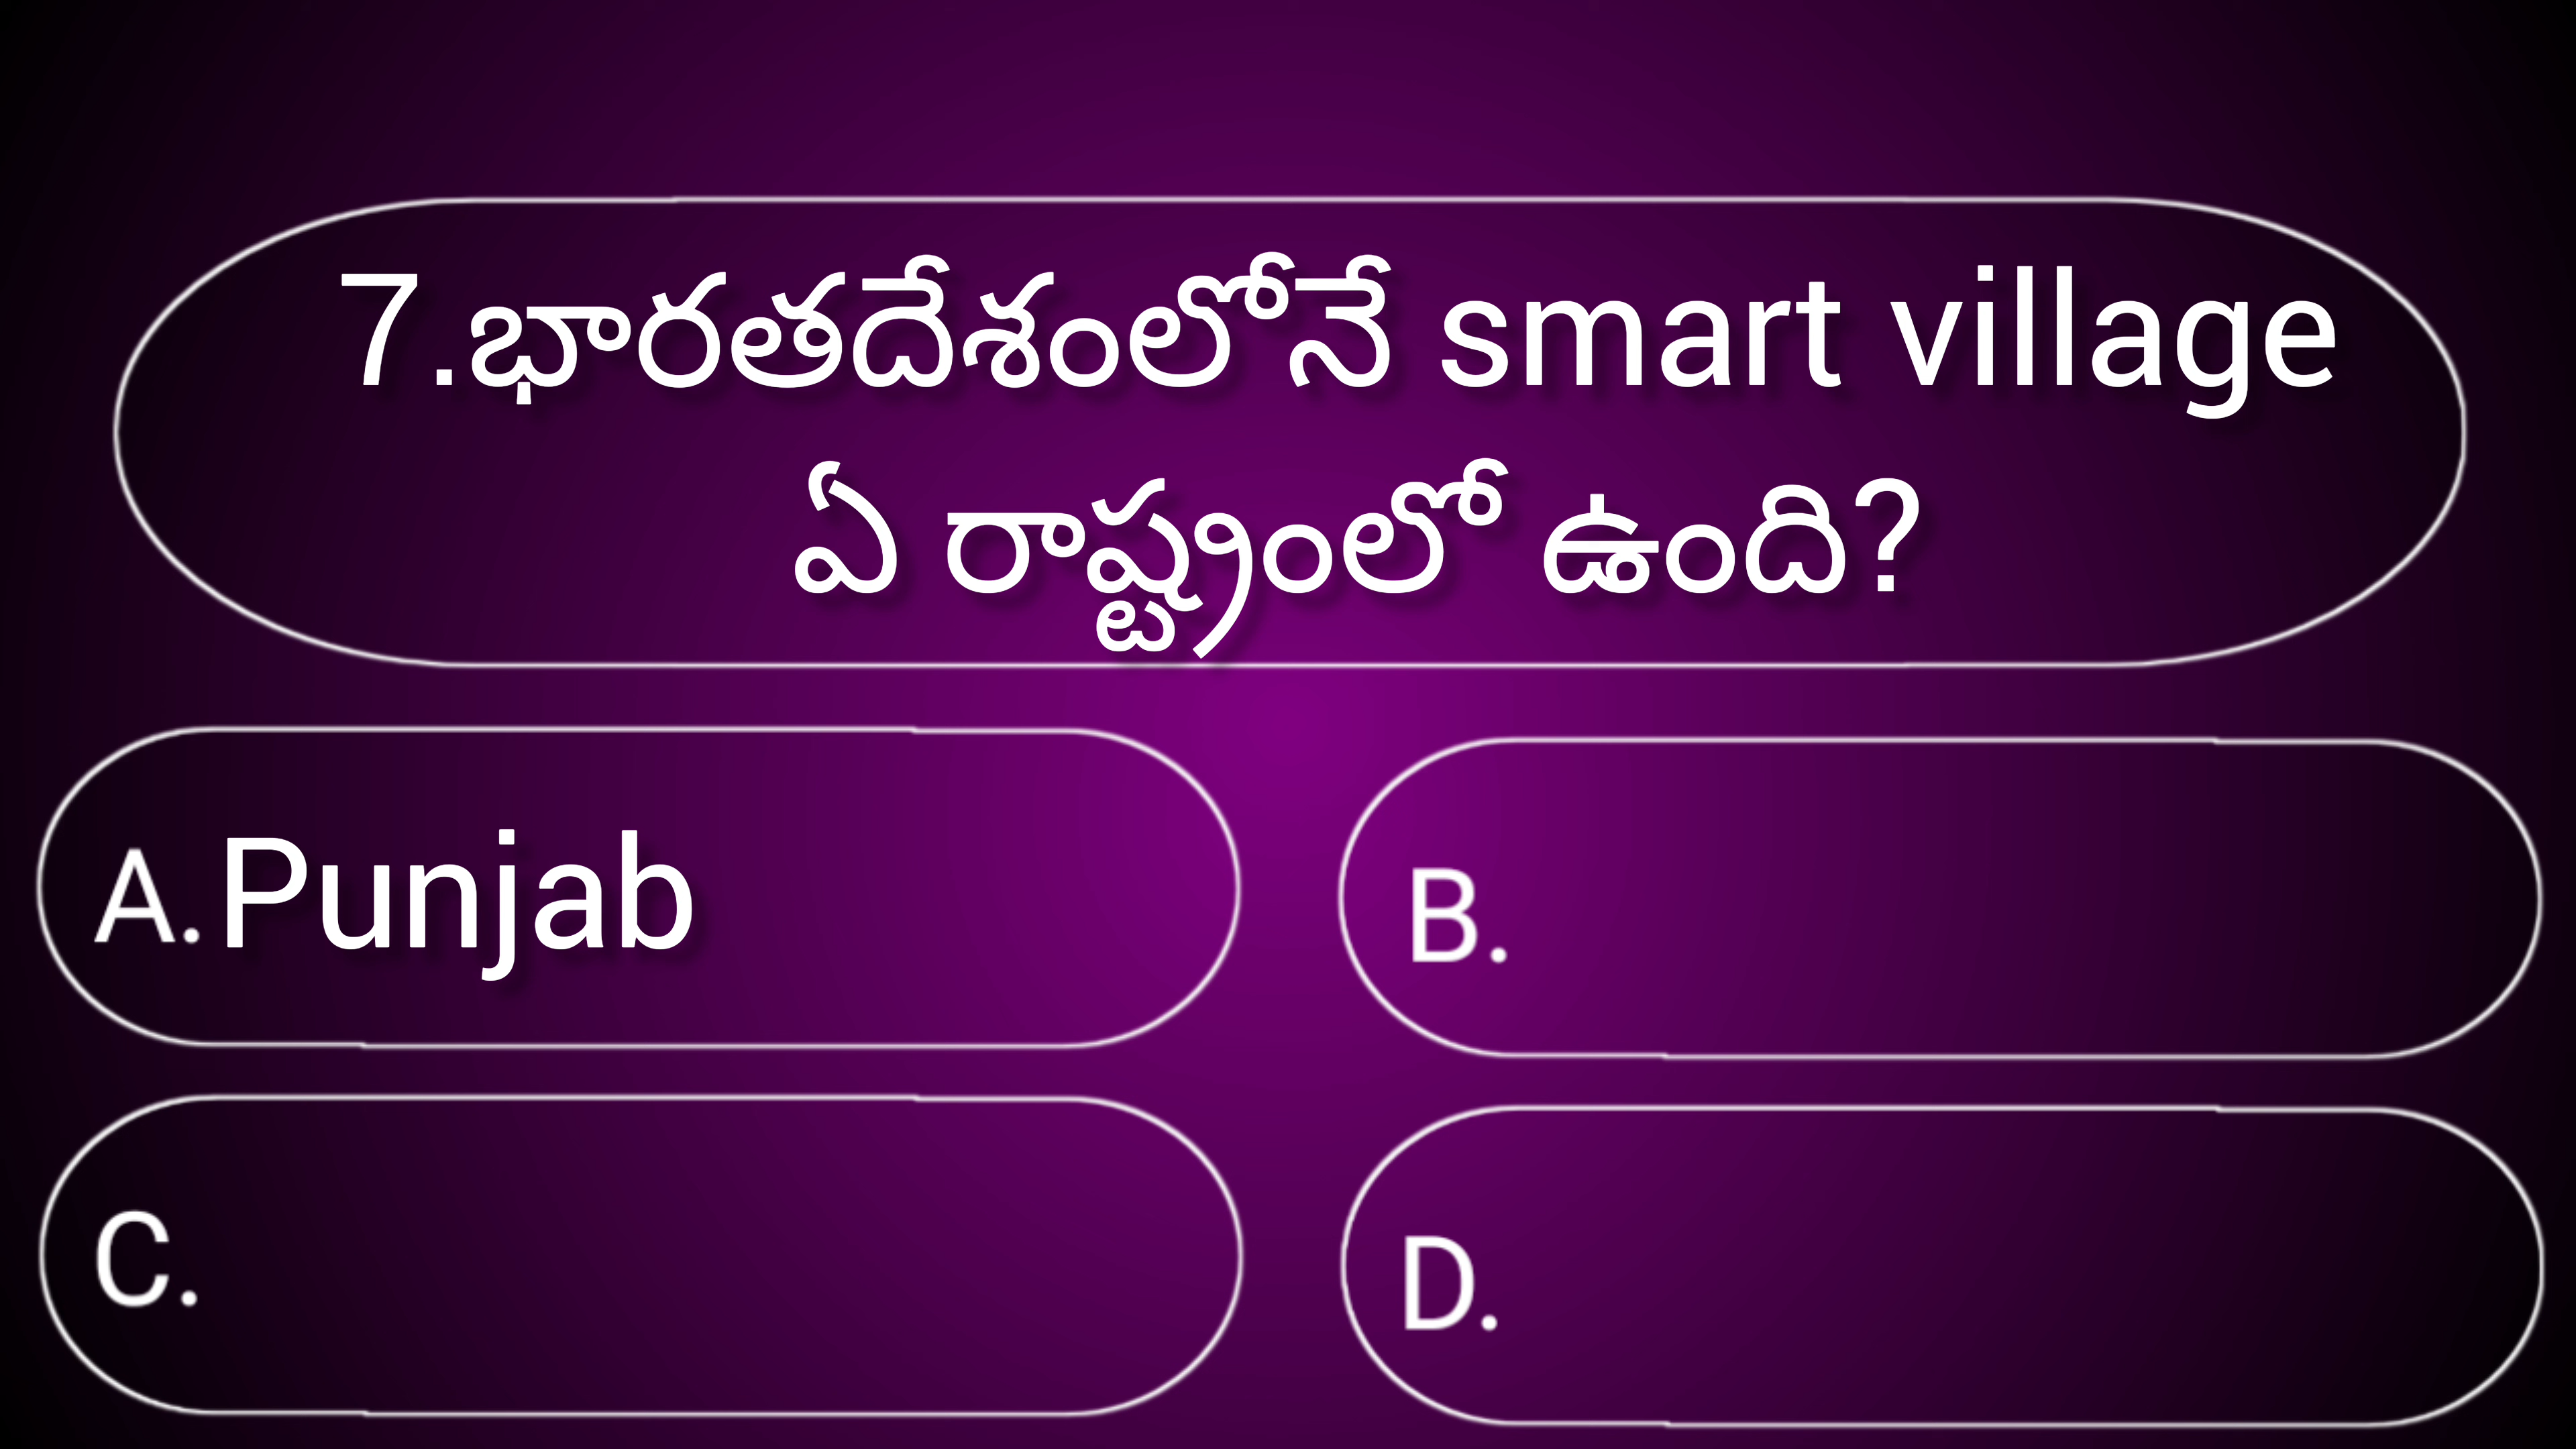 7.భారతదేశంలోనే smart village
ఏ రాష్ట్రంలో ఉంది?
A. Punjab
B.
C.
D.